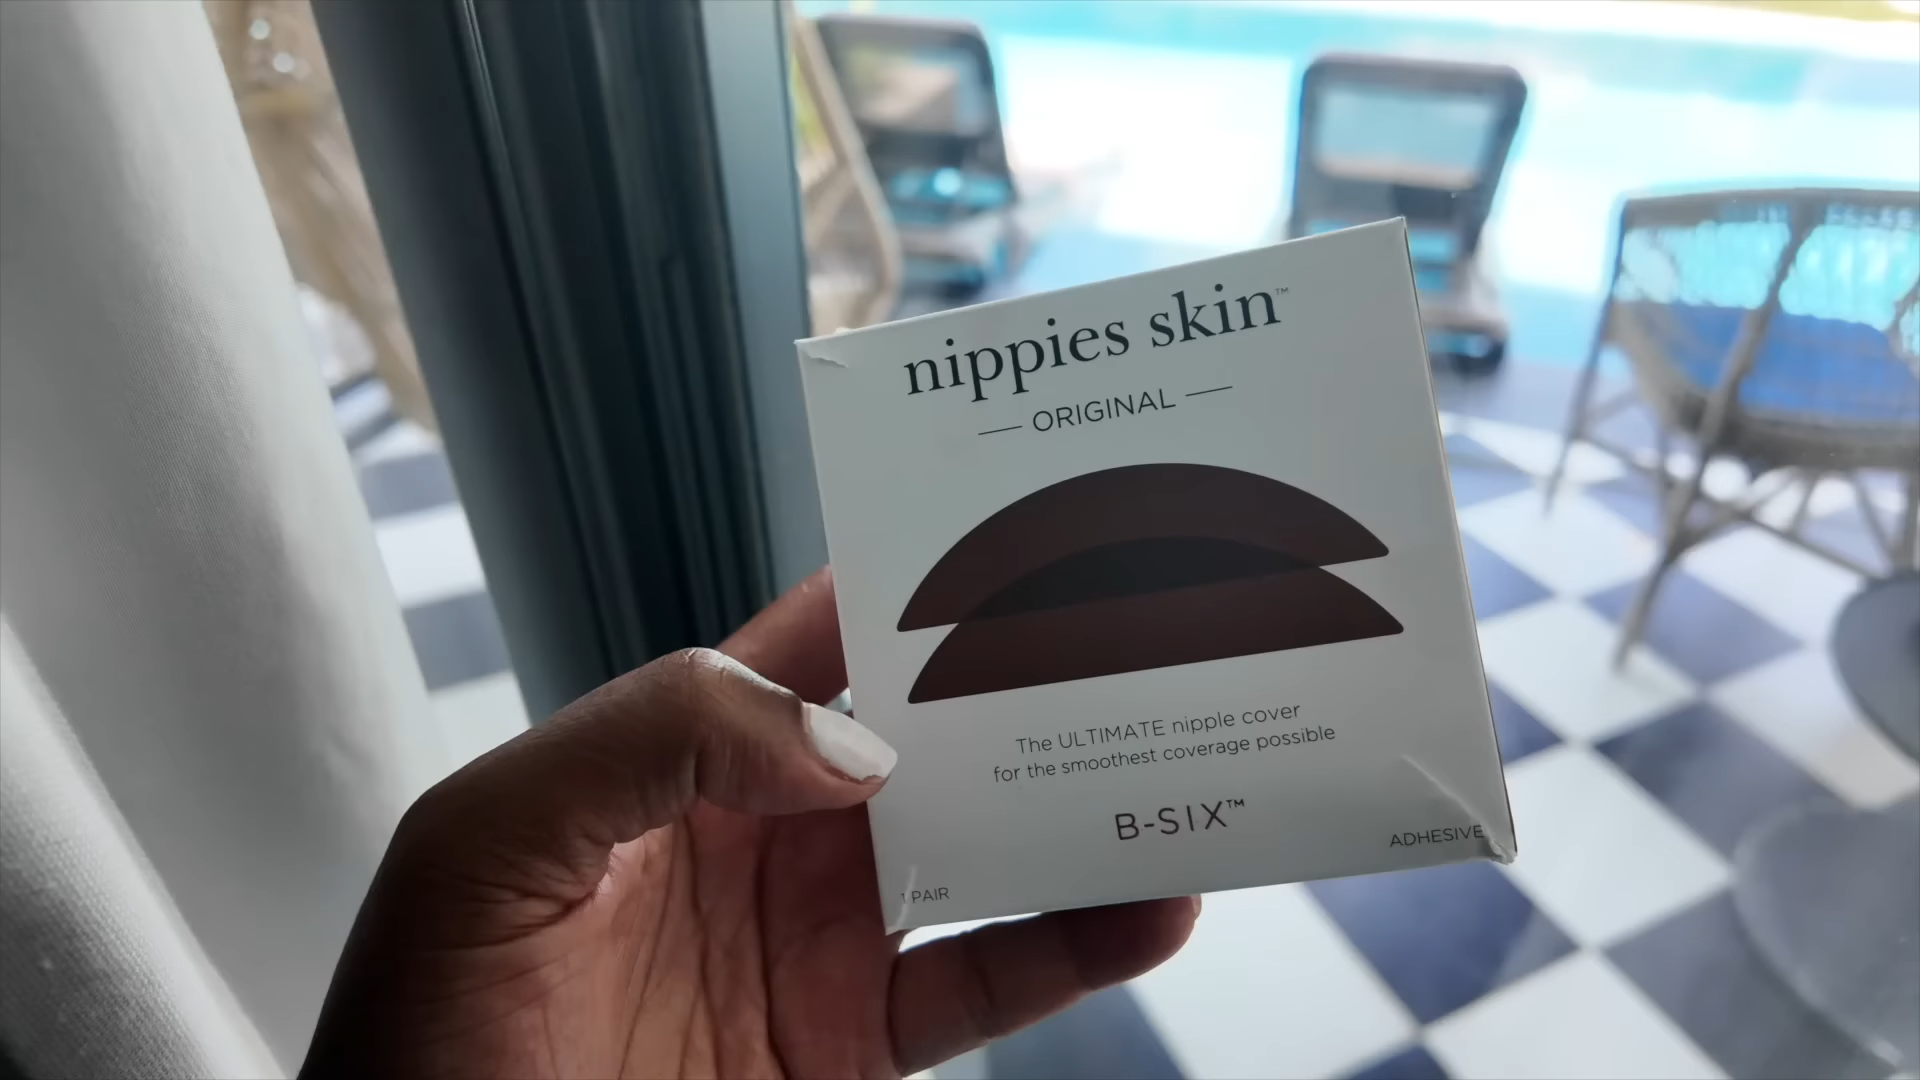 nippies skin™
— ORIGINAL —
The ULTIMATE nipple cover
for the smoothest coverage possible
B-SIX™
ADHESIVE
1 PAIR